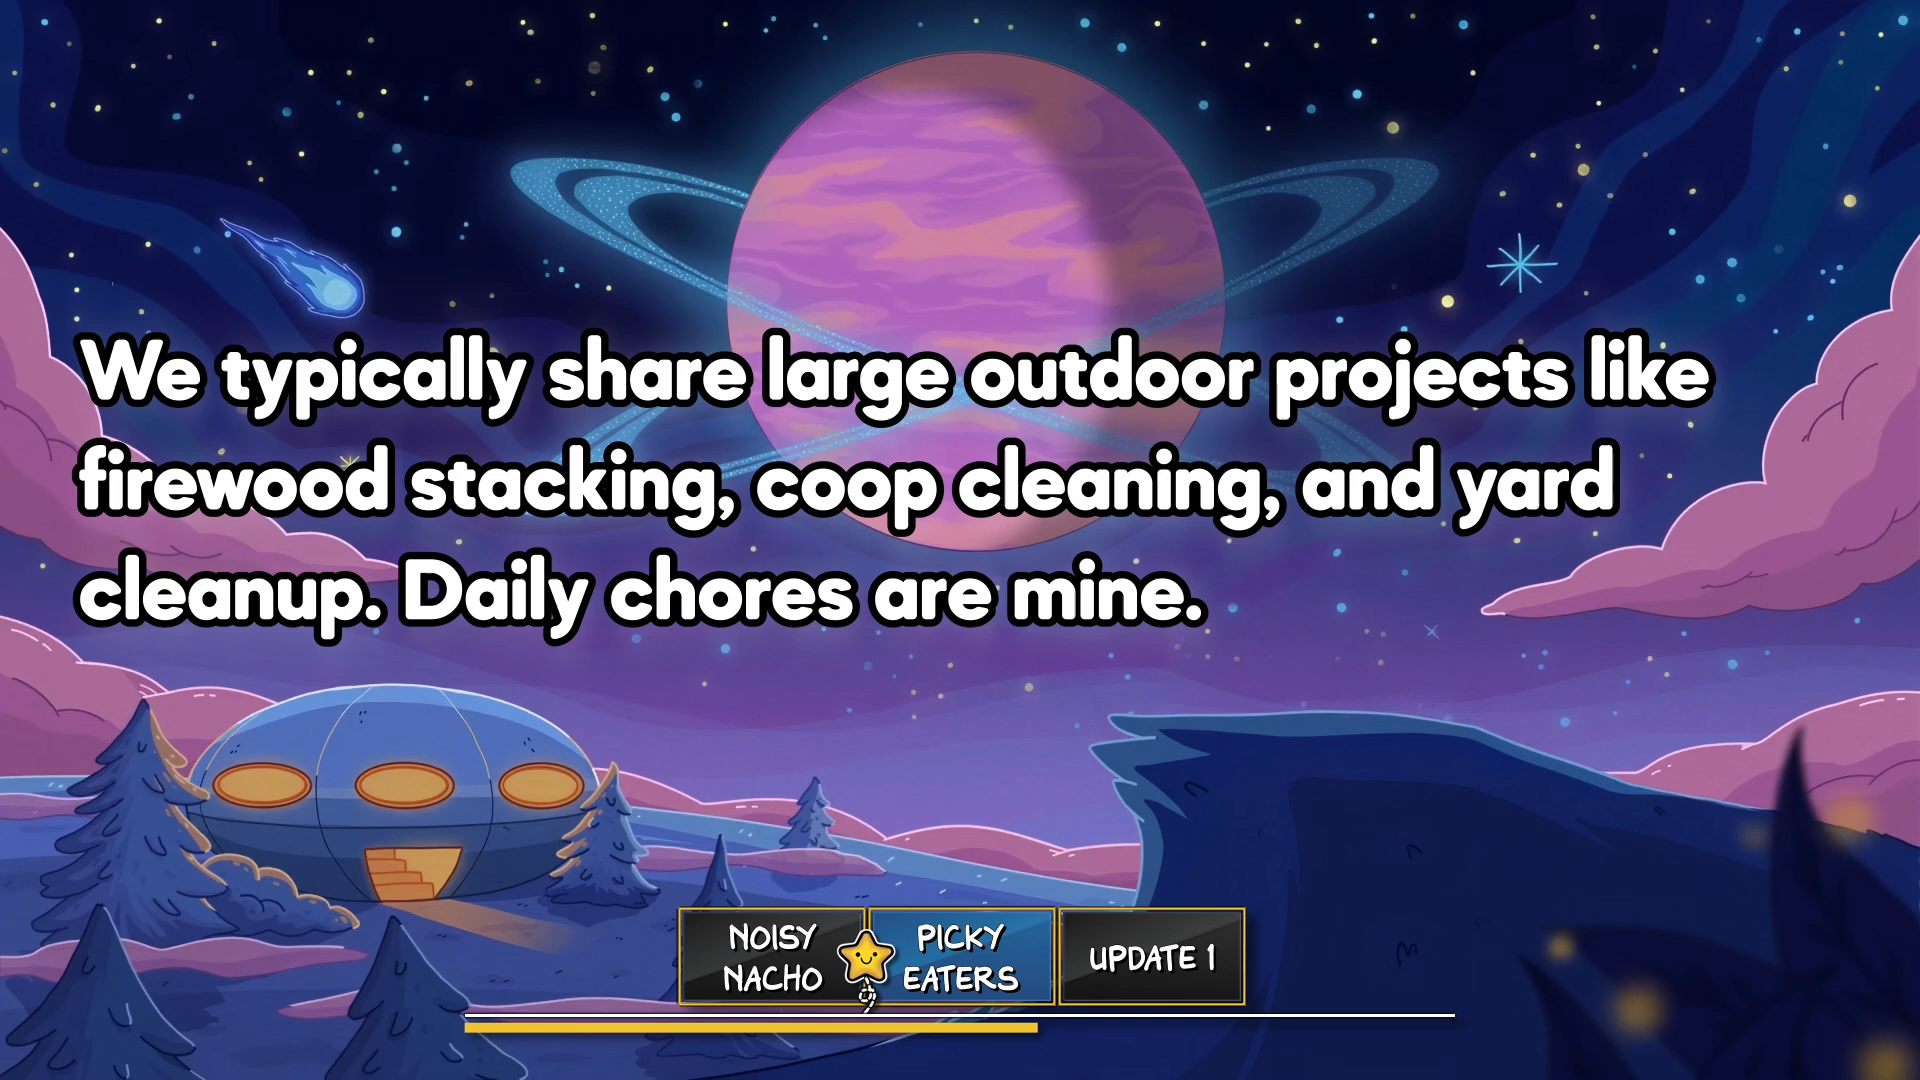 We typically share large outdoor projects like
firewood stacking, coop cleaning, and yard
cleanup. Daily chores are mine.
NOISY
NACHO
PICKY
EATERS
UPDATE 1